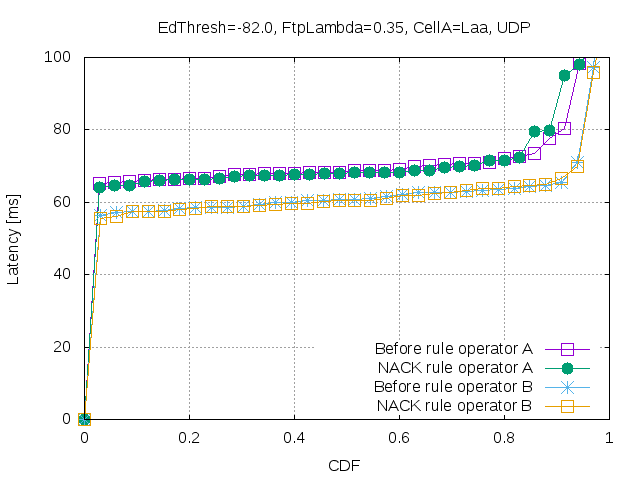 EdThresh=-82.0, FtpLambda=0.35, CellA=Laa, UDP
Latency [ms]
100
80
60
40
20
0
Before rule operator A
NACK rule operator A
Before rule operator B
NACK rule operator B
0 0.2 0.4 0.6 0.8 1
CDF